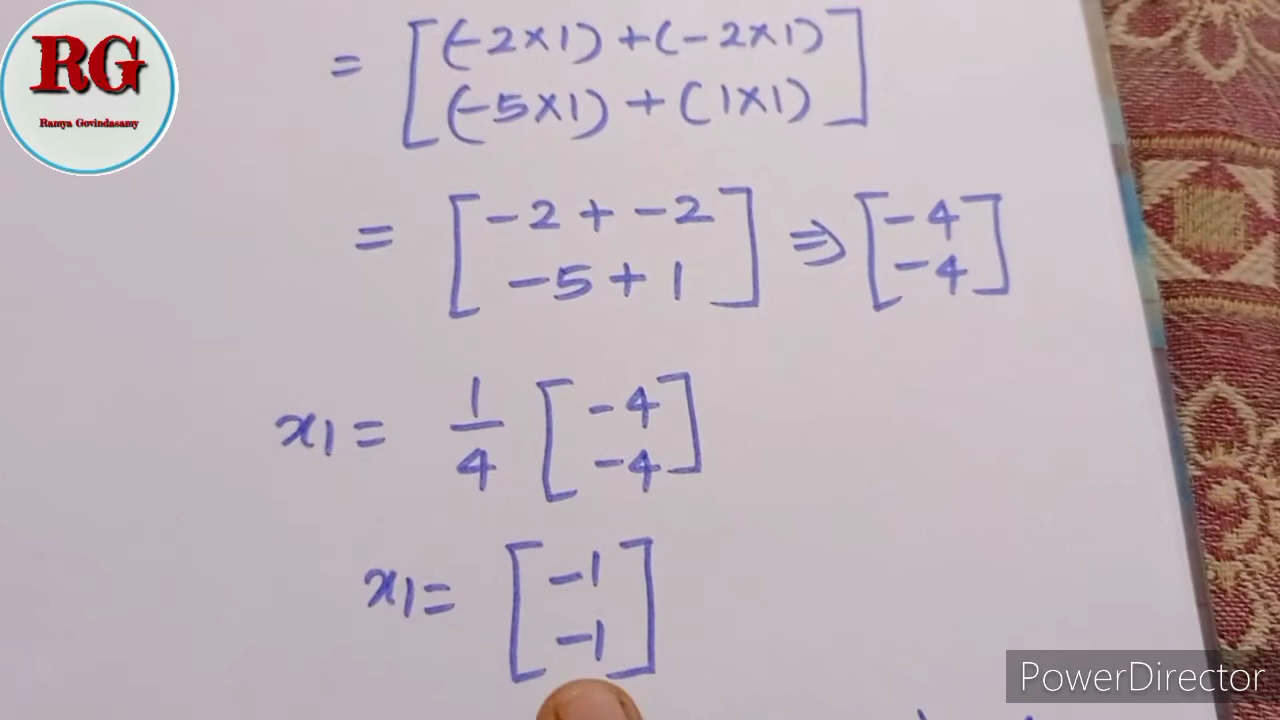 RG
Ramya Govindasamy
= [(-2×1) + (-2×1)
(-5×1) + (1×1)]
= [-2 + -2
-5 + 1] ⇒ [-4
-4]
x1 = 1/4 [-4
-4]
x1 = [-1
-1]
PowerDirector